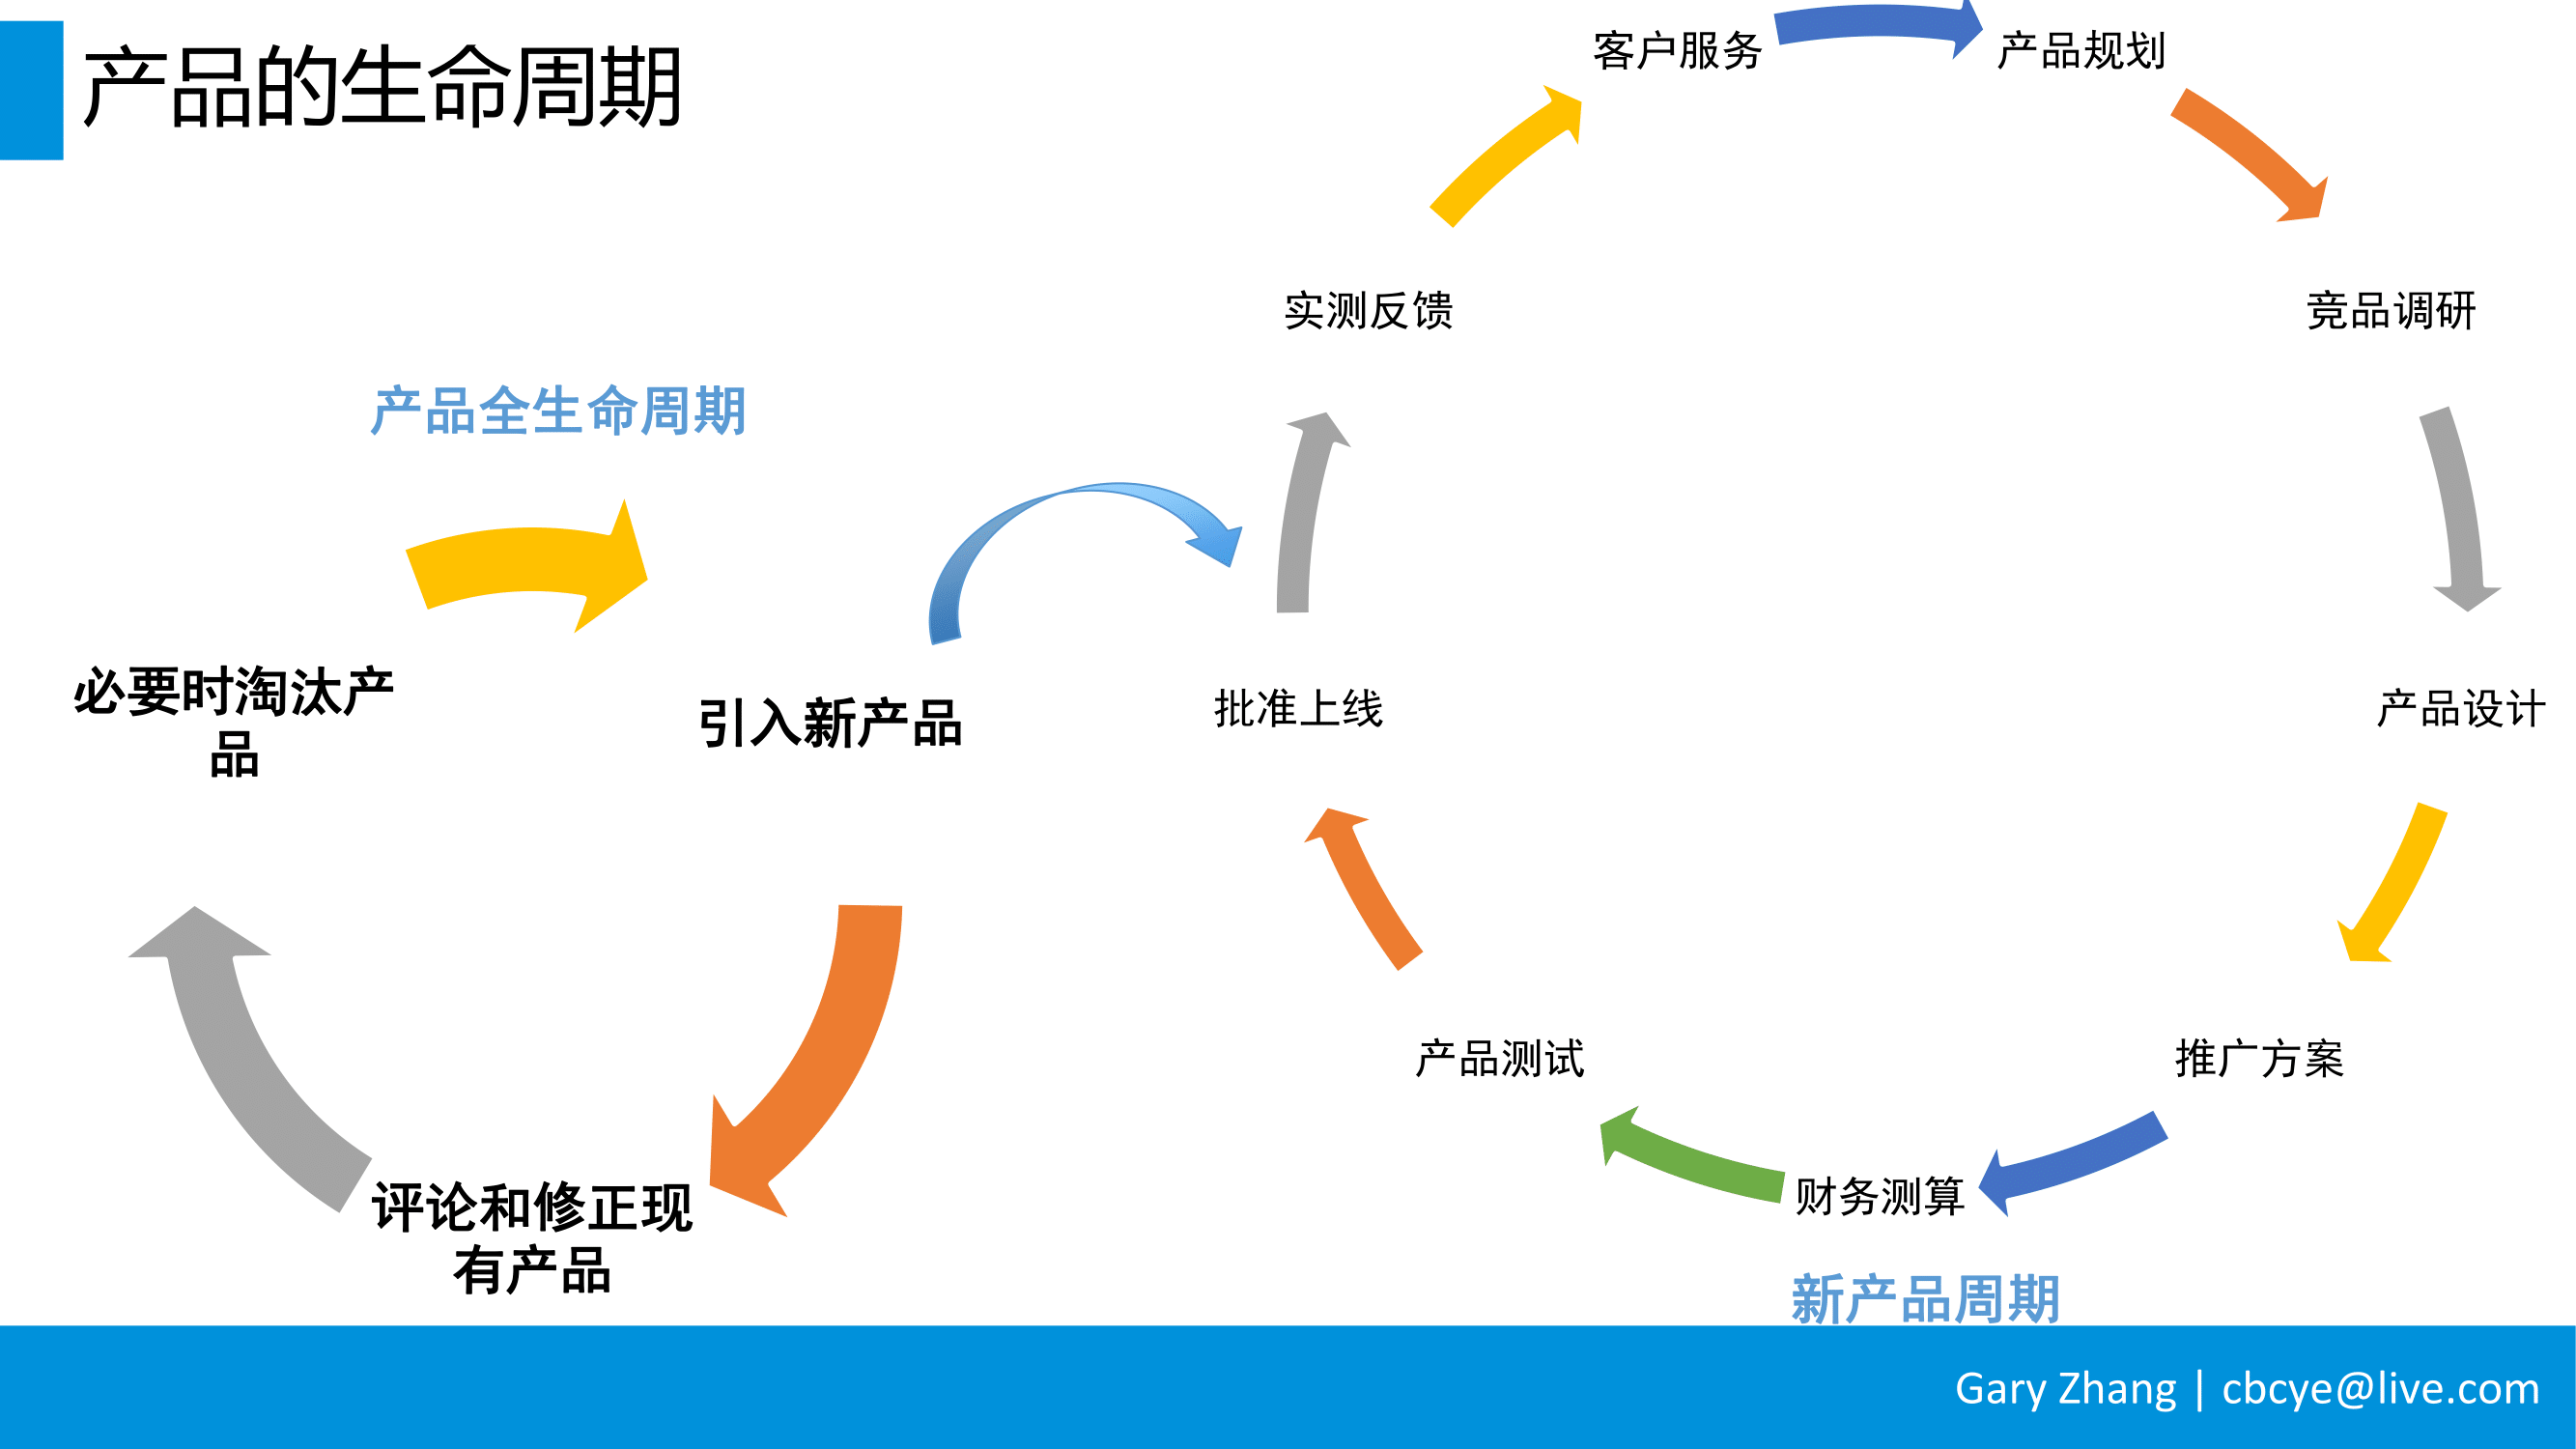 产品的生命周期
客户服务
产品规划
实测反馈
竞品调研
产品全生命周期
必要时淘汰产
品
引入新产品
批准上线
产品设计
产品测试
推广方案
评论和修正现
有产品
财务测算
新产品周期
Gary Zhang | cbcye@live.com